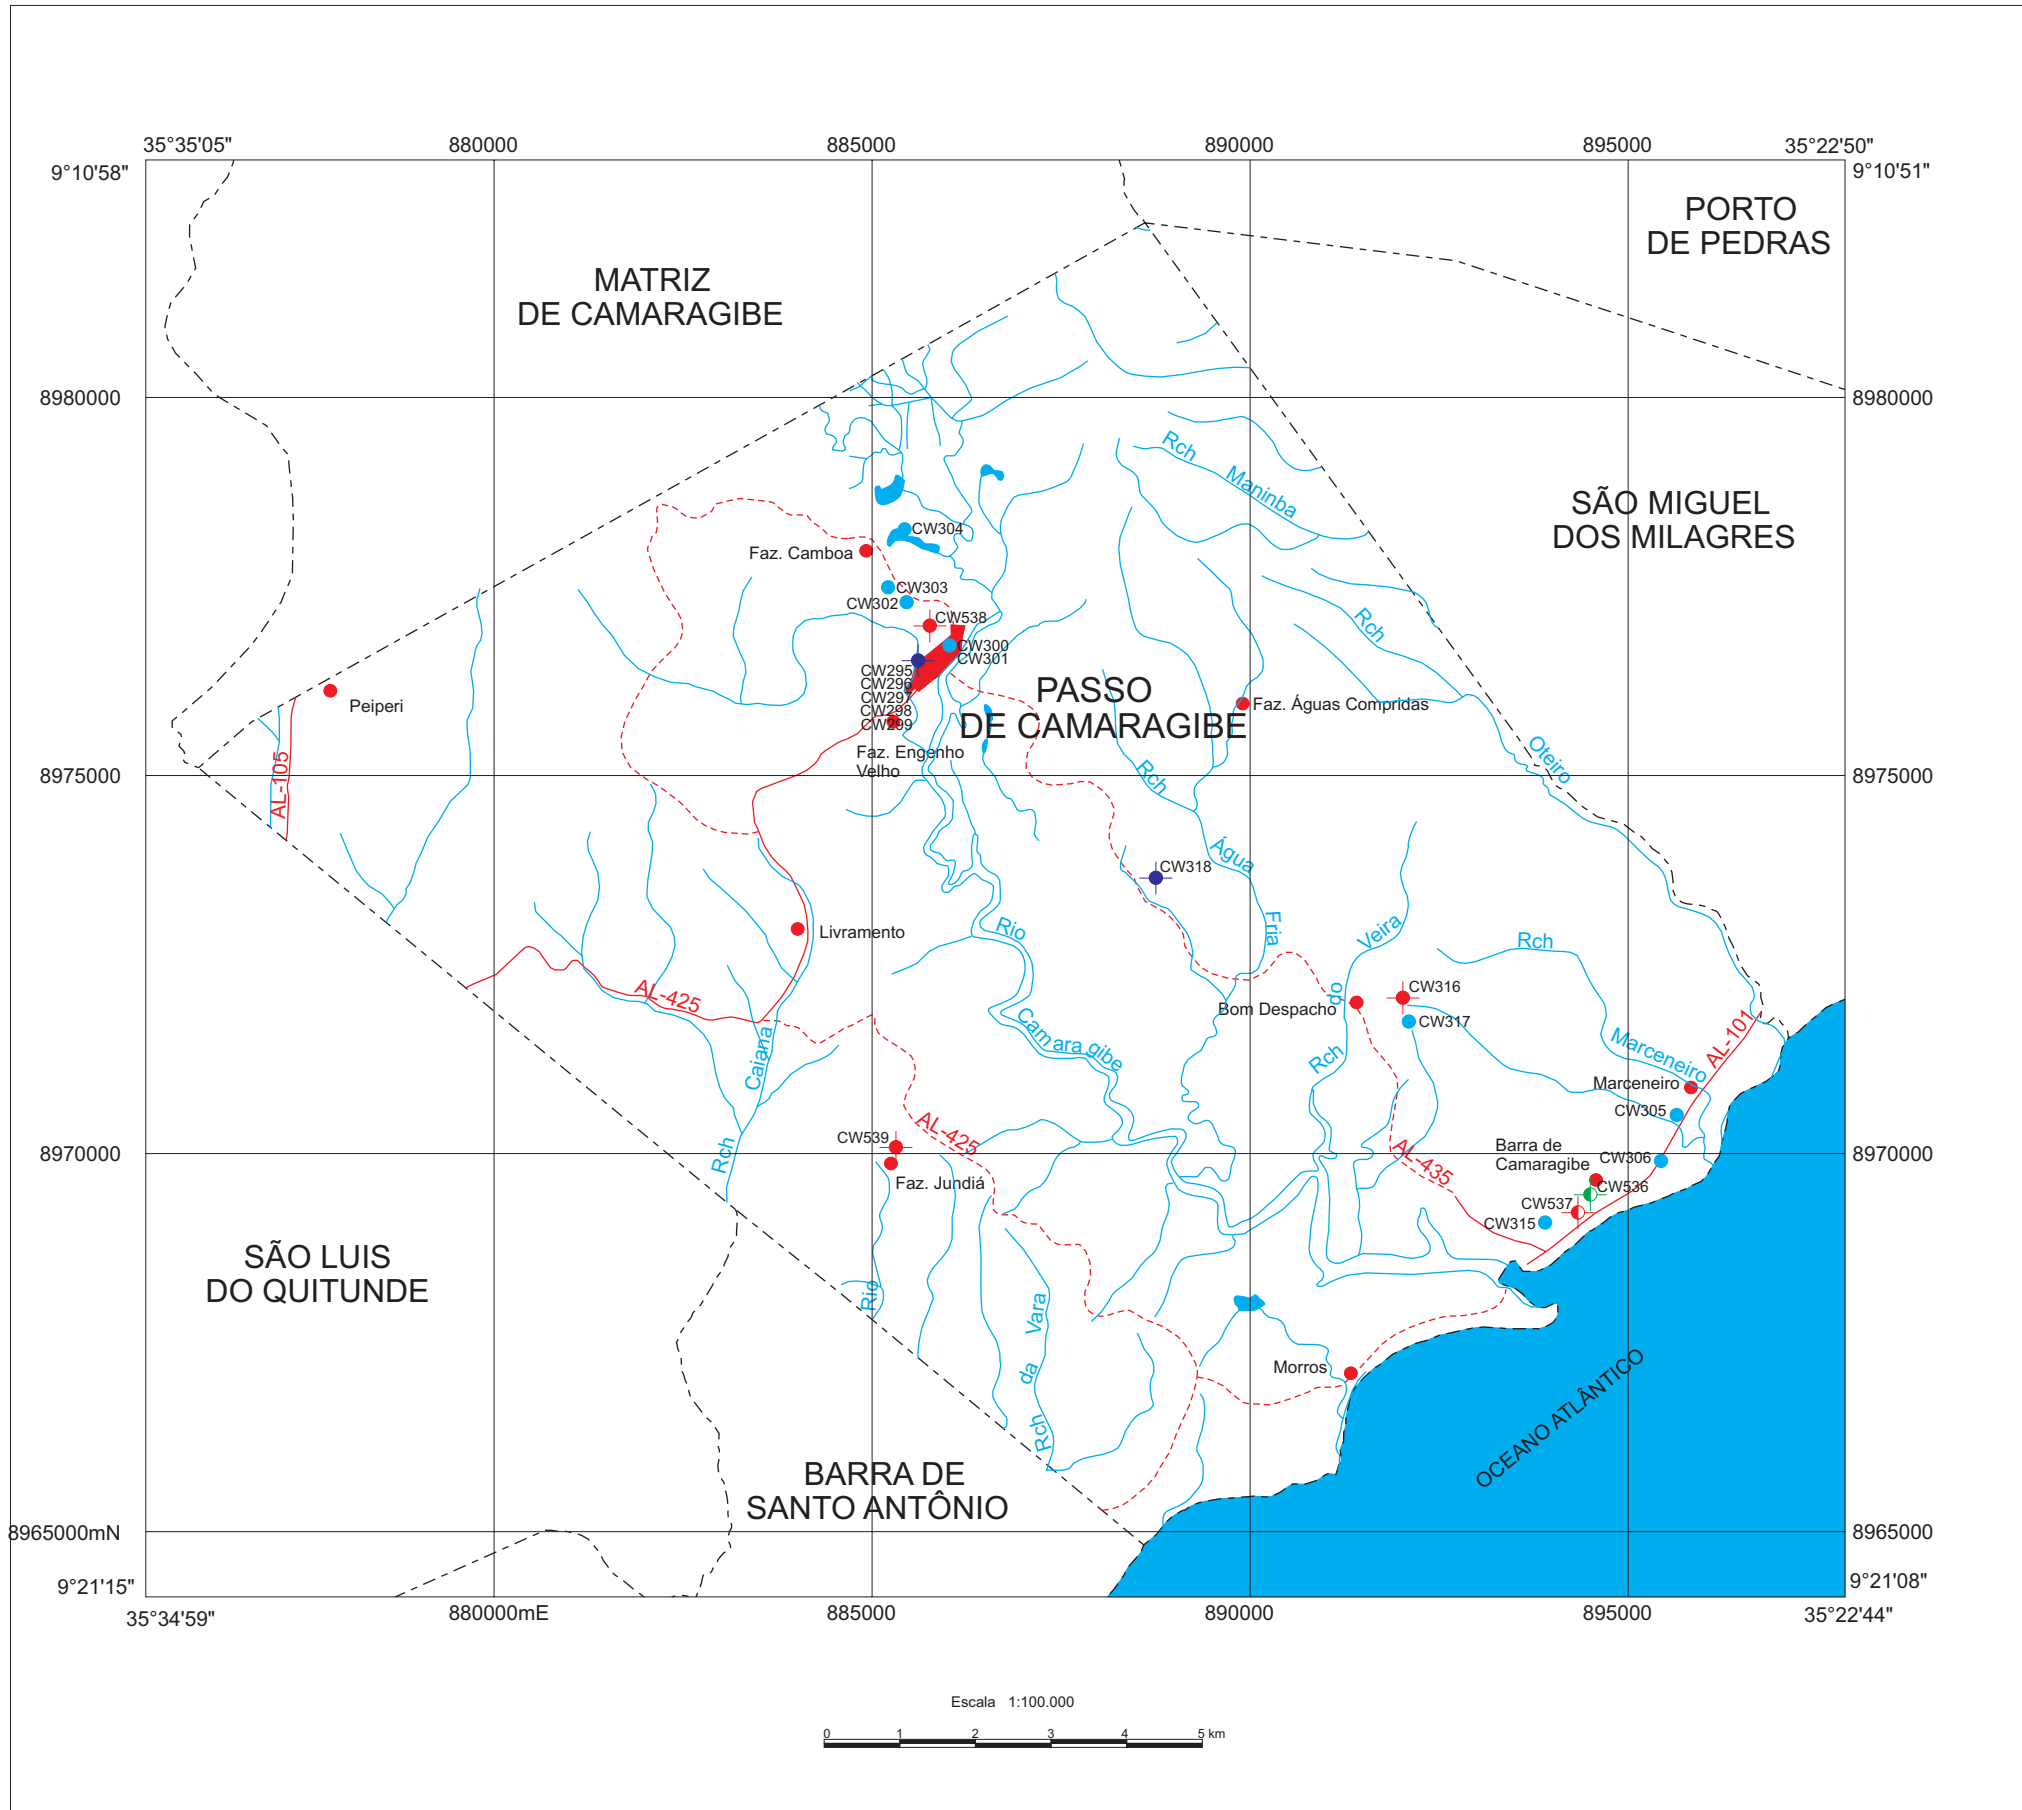 35°35'05"
880000
885000
890000
895000
35°22'50"
9°10'58"
9°10'51"
PORTO
DE PEDRAS
MATRIZ
DE CAMARAGIBE
8980000
8980000
Rch
Maninba
SÃO MIGUEL
DOS MILAGRES
CW304
Faz. Camboa
CW303
CW302
CW538
Rch
CW300
CW301
CW295
CW296
CW297
CW298
CW299
PASSO
DE CAMARAGIBE
Faz. Águas Compridas
Peiperi
Faz. Engenho
Velho
Oteiro
AL-105
8975000
8975000
Rch
Água
CW318
Fria
Livramento
Rio
Veira
Rch
AL-425
CW316
do
Bom Despacho
CW317
Camara gibe
AL-101
Caiana
Rch
Marceneiro
Marceneiro
CW305
CW539
AL-425
Barra de
Camaragibe
CW306
8970000
8970000
Rch
AL-435
Faz. Jundiá
CW536
CW537
CW315
SÃO LUIS
DO QUITUNDE
Rio
Vara
da
Rch
Morros
OCEANO ATLÂNTICO
BARRA DE
SANTO ANTÔNIO
8965000mN
8965000
9°21'15"
9°21'08"
35°34'59"
880000mE
885000
890000
895000
35°22'44"
Escala 1:100.000
0 1 2 3 4 5 km